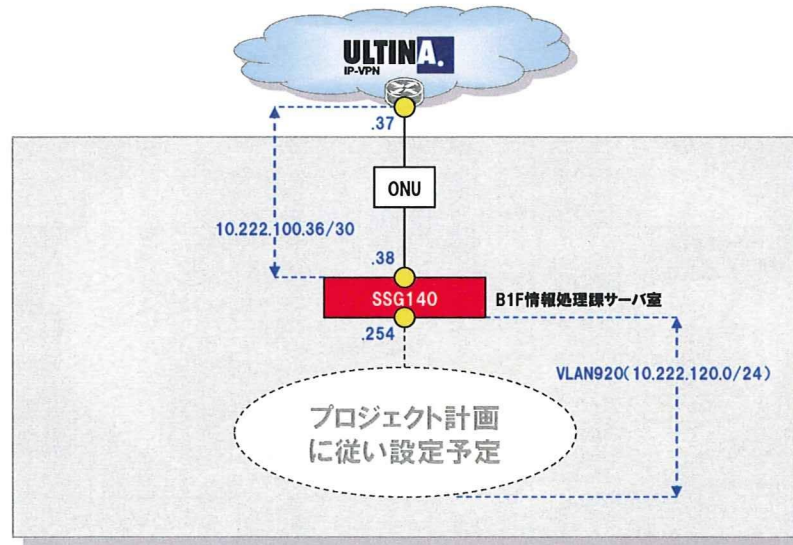 ULTINA.
IP-VPN
.37
ONU
10.222.100.36/30
.38
SSG140
B1F情報処理課サーバ室
.254
VLAN920(10.222.120.0/24)
プロジェクト計画
に従い設定予定